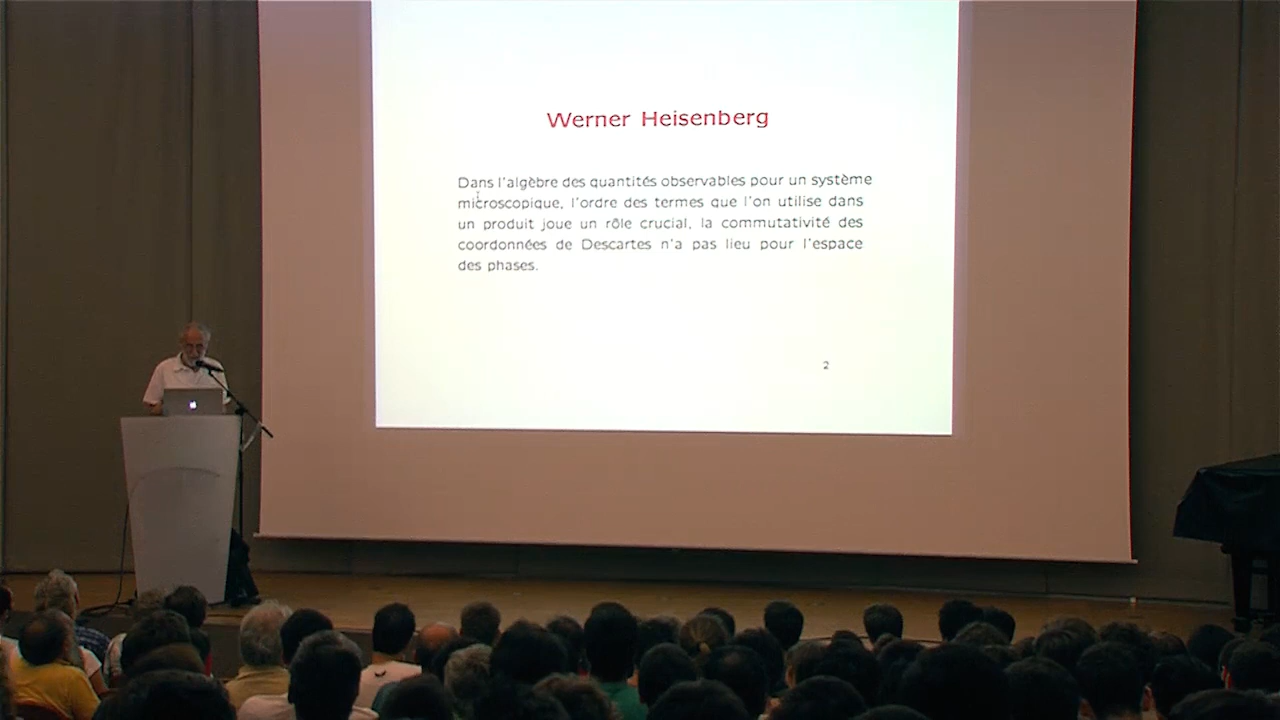 Werner Heisenberg
Dans l'algèbre des quantités observables pour un système
microscopique, l'ordre des termes que l'on utilise dans
un produit joue un rôle crucial, la commutativité des
coordonnées de Descartes n'a pas lieu pour l'espace
des phases.
2